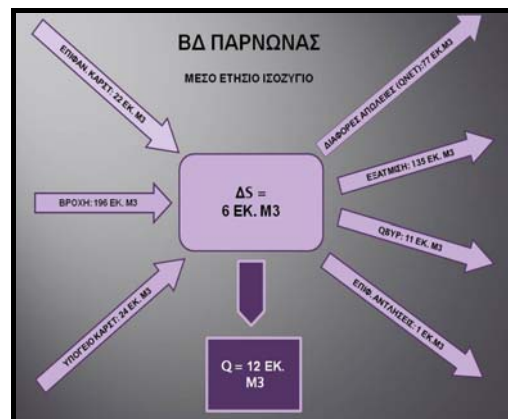 ΒΔ ΠΑΡΝΩΝΑΣ
ΜΕΣΟ ΕΤΗΣΙΟ ΙΣΟΖΥΓΙΟ
ΕΠΙΦΑΝ. ΚΑΡΣΤ: 22 ΕΚ. Μ3
ΒΡΟΧΗ: 196 ΕΚ. Μ3
ΥΠΟΓΕΙΟ ΚΑΡΣΤ: 24 ΕΚ. Μ3
ΔS =
6 ΕΚ. Μ3
ΔΙΑΦΟΡΕΣ ΑΠΩΛΕΙΕΣ (QNET):77 ΕΚ.Μ3
ΕΞΑΤΜΙΣΗ: 135 ΕΚ. Μ3
QΒΥΡ: 11 ΕΚ. Μ3
ΕΠΙΦ. ΑΝΤΛΗΣΕΙΣ: 1 ΕΚ. Μ3
Q = 12 ΕΚ.
Μ3